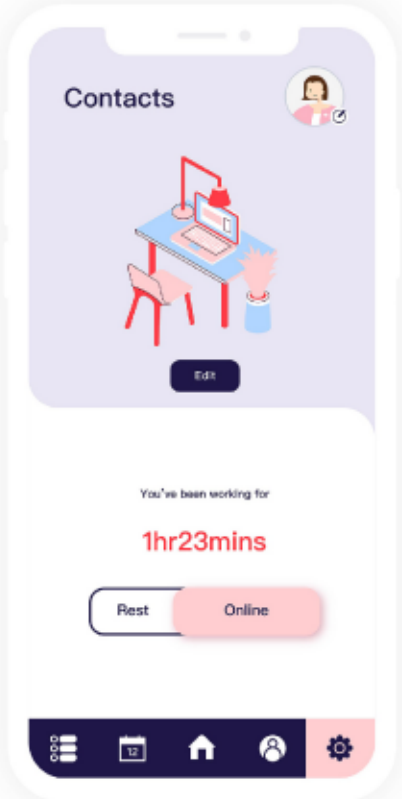 Contacts
Edit
You've been working for
1hr23mins
Rest
Online
12